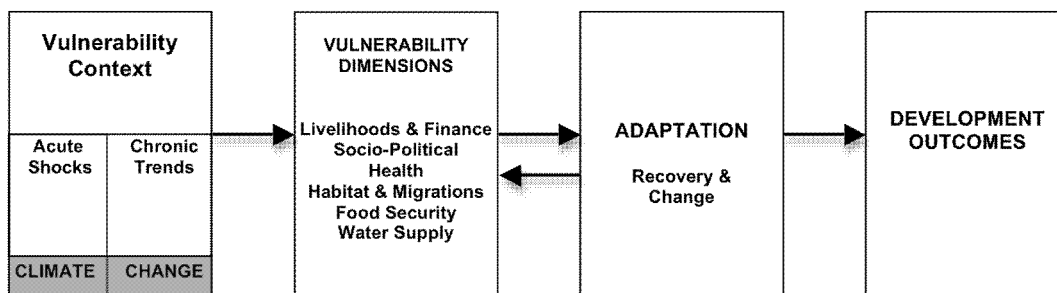 Vulnerability
Context
Acute
Shocks
Chronic
Trends
CLIMATE
CHANGE
VULNERABILITY
DIMENSIONS
Livelihoods & Finance
Socio-Political
Health
Habitat & Migrations
Food Security
Water Supply
ADAPTATION
Recovery &
Change
DEVELOPMENT
OUTCOMES